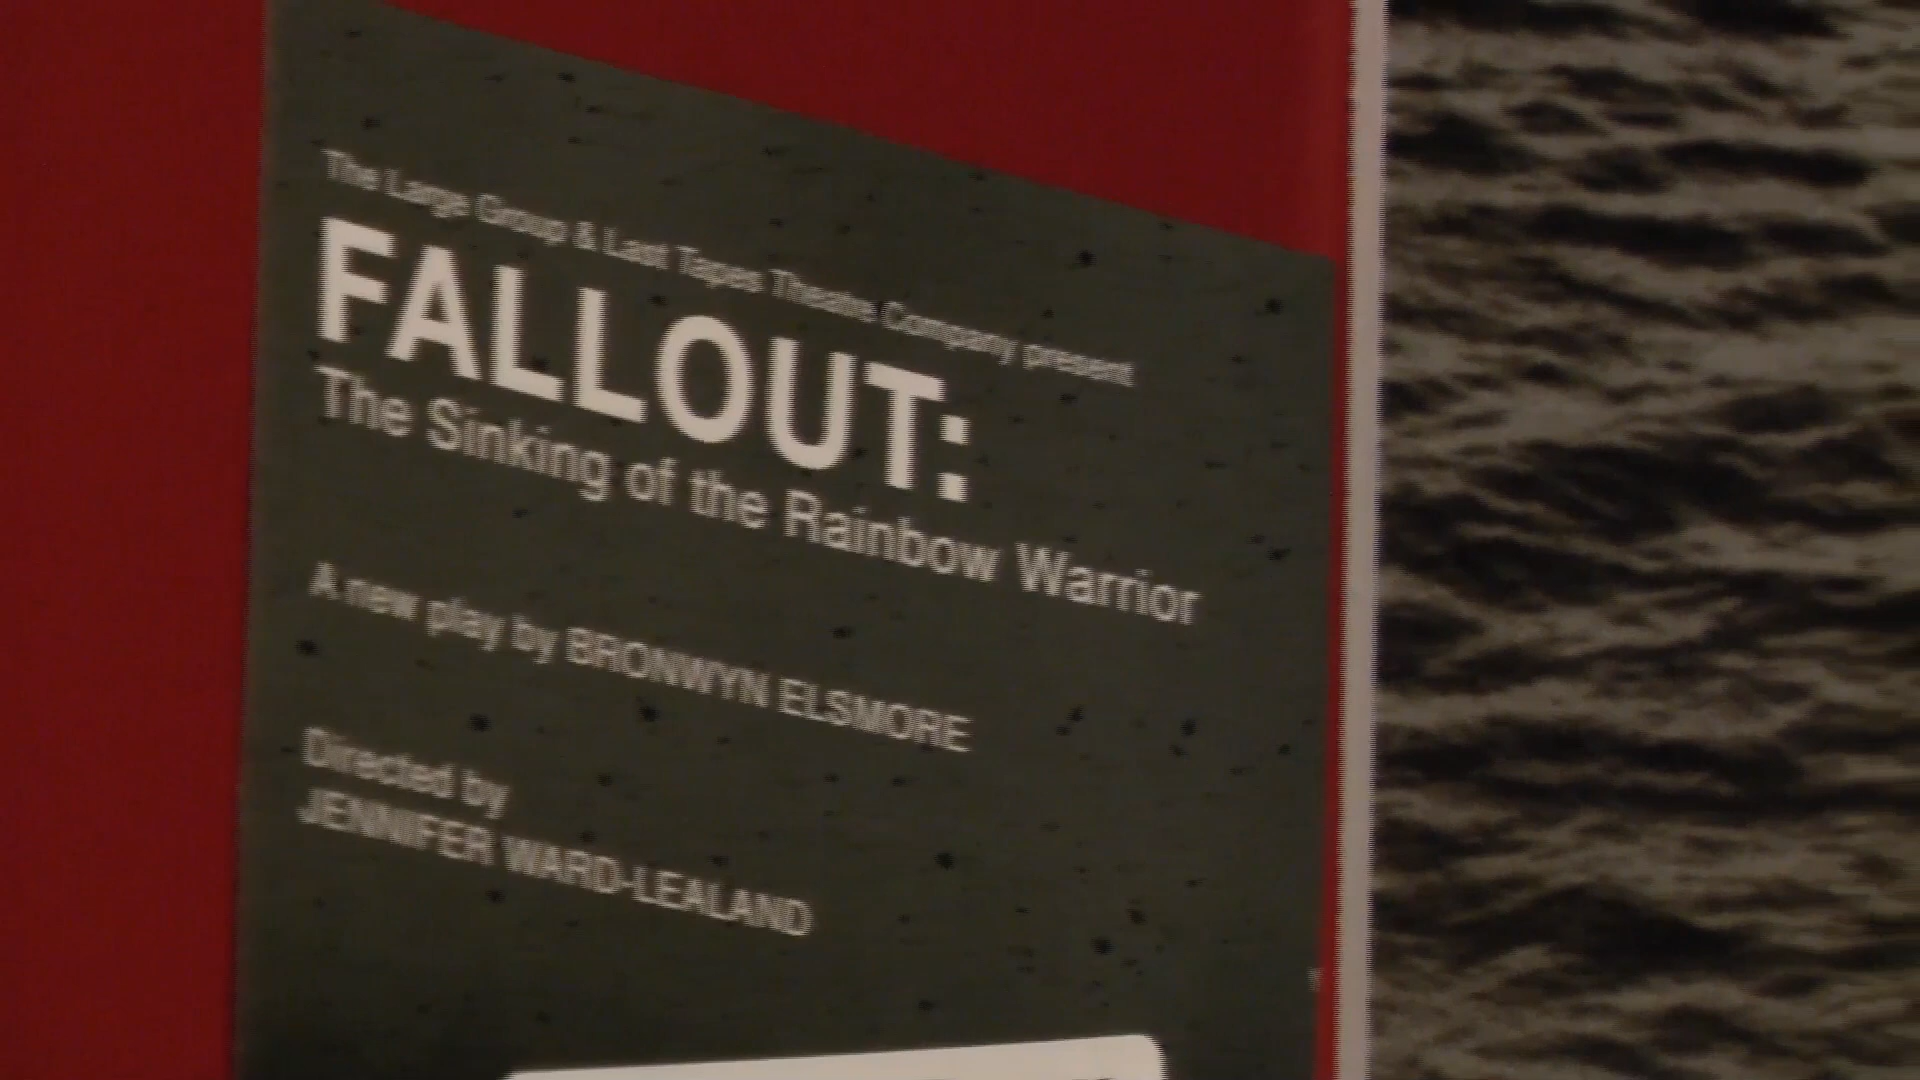 The Large Group & Last Tapes Theatre Company present
FALLOUT:
The Sinking of the Rainbow Warrior
A new play by BRONWYN ELSMORE
Directed by
JENNIFER WARD-LEALAND